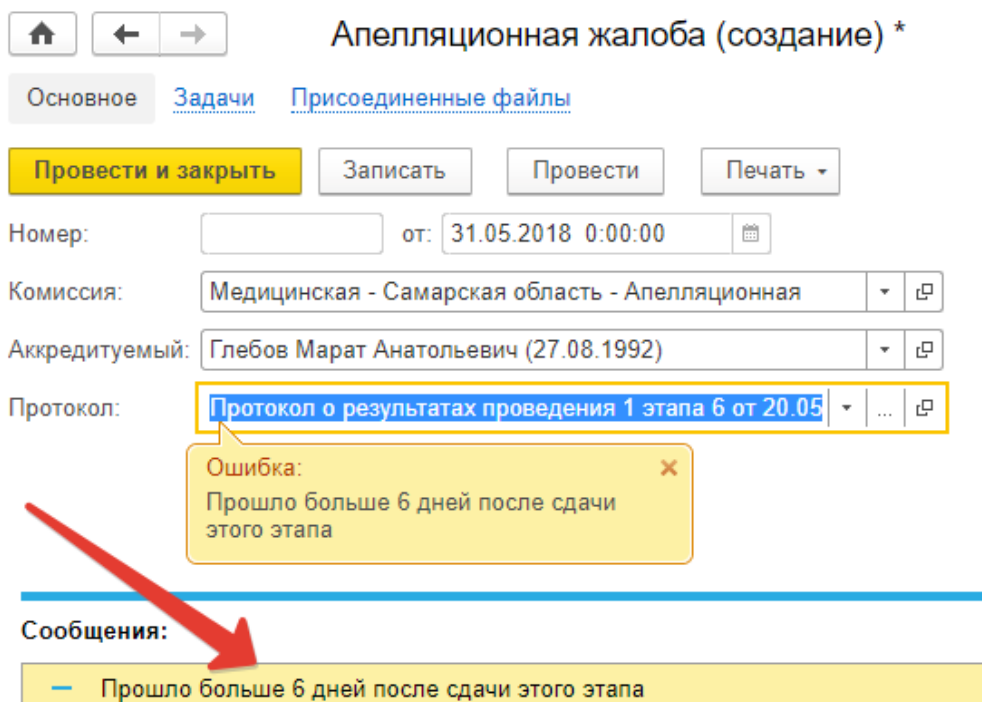 Апелляционная жалоба (создание) *
Основное Задачи Присоединенные файлы
Провести и закрыть Записать Провести Печать
Номер: от: 31.05.2018 0:00:00
Комиссия: Медицинская - Самарская область - Апелляционная
Аккредитуемый: Глебов Марат Анатольевич (27.08.1992)
Протокол: Протокол о результатах проведения 1 этапа 6 от 20.05 ...
Ошибка:
Прошло больше 6 дней после сдачи
этого этапа
Сообщения:
Прошло больше 6 дней после сдачи этого этапа